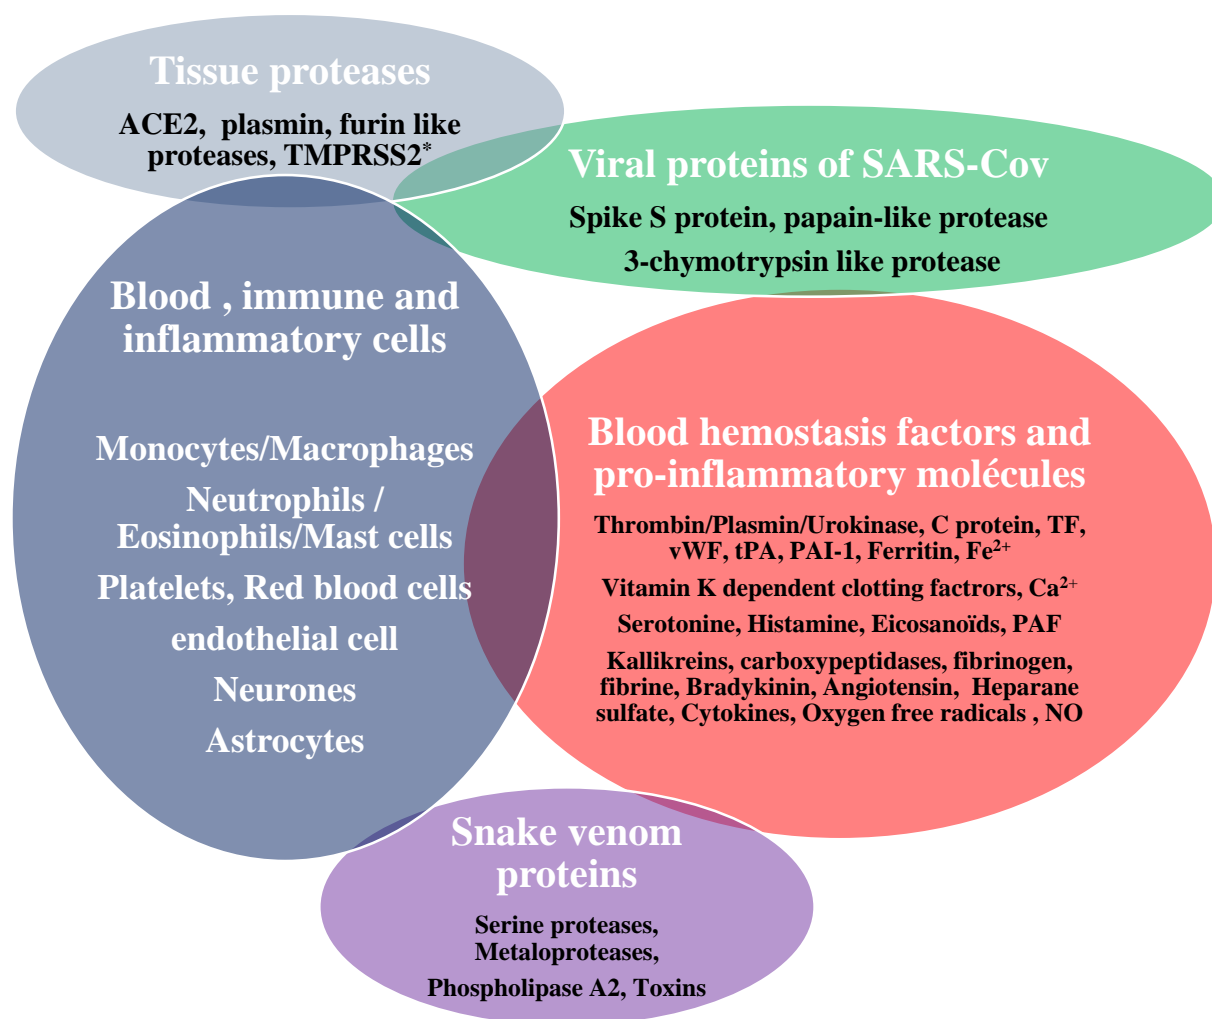 Tissue proteases
ACE2, plasmin, furin like
proteases, TMPRSS2*
Viral proteins of SARS-Cov
Spike S protein, papain-like protease
3-chymotrypsin like protease
Blood , immune and
inflammatory cells
Monocytes/Macrophages
Neutrophils /
Eosinophils/Mast cells
Platelets, Red blood cells
endothelial cell
Neurones
Astrocytes
Blood hemostasis factors and
pro-inflammatory molécules
Thrombin/Plasmin/Urokinase, C protein, TF,
vWF, tPA, PAI-1, Ferritin, Fe²⁺
Vitamin K dependent clotting factrors, Ca²⁺
Serotonine, Histamine, Eicosanoïds, PAF
Kallikreins, carboxypeptidases, fibrinogen,
fibrine, Bradykinin, Angiotensin, Heparane
sulfate, Cytokines, Oxygen free radicals , NO
Snake venom
proteins
Serine proteases,
Metaloproteases,
Phospholipase A2, Toxins